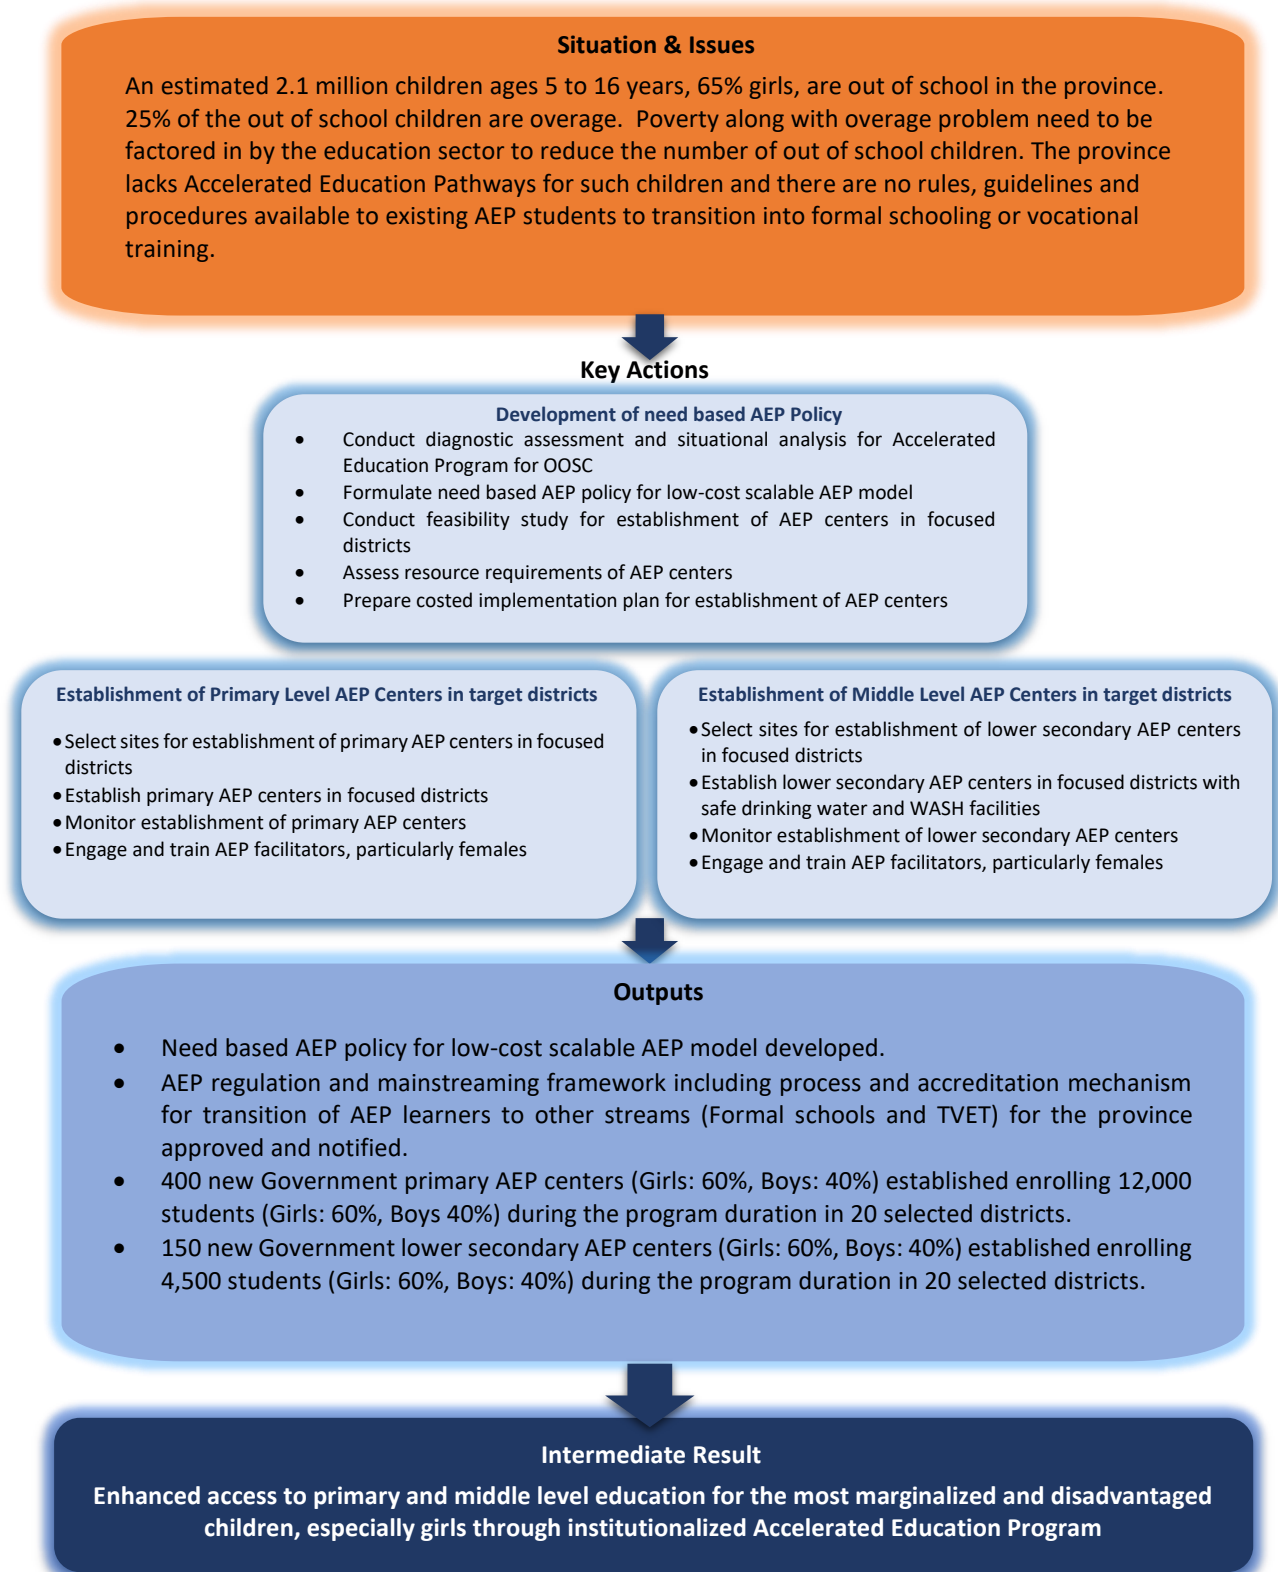 Situation & Issues
An estimated 2.1 million children ages 5 to 16 years, 65% girls, are out of school in the province.
25% of the out of school children are overage. Poverty along with overage problem need to be
factored in by the education sector to reduce the number of out of school children. The province
lacks Accelerated Education Pathways for such children and there are no rules, guidelines and
procedures available to existing AEP students to transition into formal schooling or vocational
training.
Key Actions
Development of need based AEP Policy
• Conduct diagnostic assessment and situational analysis for Accelerated
Education Program for OOSC
• Formulate need based AEP policy for low-cost scalable AEP model
• Conduct feasibility study for establishment of AEP centers in focused
districts
• Assess resource requirements of AEP centers
• Prepare costed implementation plan for establishment of AEP centers
Establishment of Primary Level AEP Centers in target districts
• Select sites for establishment of primary AEP centers in focused
districts
• Establish primary AEP centers in focused districts
• Monitor establishment of primary AEP centers
• Engage and train AEP facilitators, particularly females
Establishment of Middle Level AEP Centers in target districts
• Select sites for establishment of lower secondary AEP centers
in focused districts
• Establish lower secondary AEP centers in focused districts with
safe drinking water and WASH facilities
• Monitor establishment of lower secondary AEP centers
• Engage and train AEP facilitators, particularly females
Outputs
• Need based AEP policy for low-cost scalable AEP model developed.
• AEP regulation and mainstreaming framework including process and accreditation mechanism
for transition of AEP learners to other streams (Formal schools and TVET) for the province
approved and notified.
• 400 new Government primary AEP centers (Girls: 60%, Boys: 40%) established enrolling 12,000
students (Girls: 60%, Boys 40%) during the program duration in 20 selected districts.
• 150 new Government lower secondary AEP centers (Girls: 60%, Boys: 40%) established enrolling
4,500 students (Girls: 60%, Boys: 40%) during the program duration in 20 selected districts.
Intermediate Result
Enhanced access to primary and middle level education for the most marginalized and disadvantaged
children, especially girls through institutionalized Accelerated Education Program